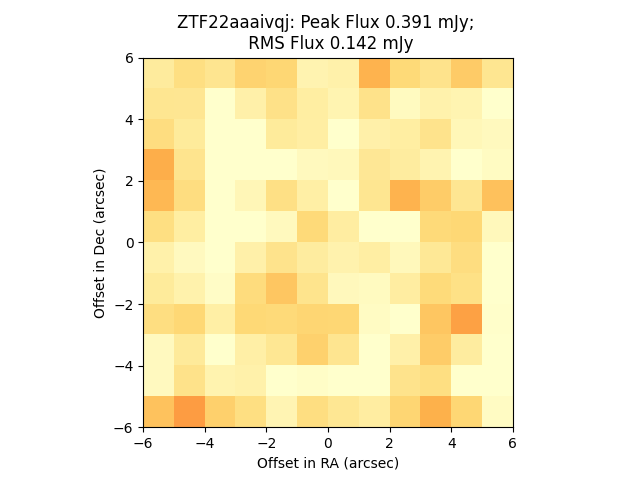 ZTF22aaaivqj: Peak Flux 0.391 mJy;
RMS Flux 0.142 mJy
6
4
2
0
−2
−4
−6
Offset in Dec (arcsec)
−6 −4 −2 0 2 4 6
Offset in RA (arcsec)